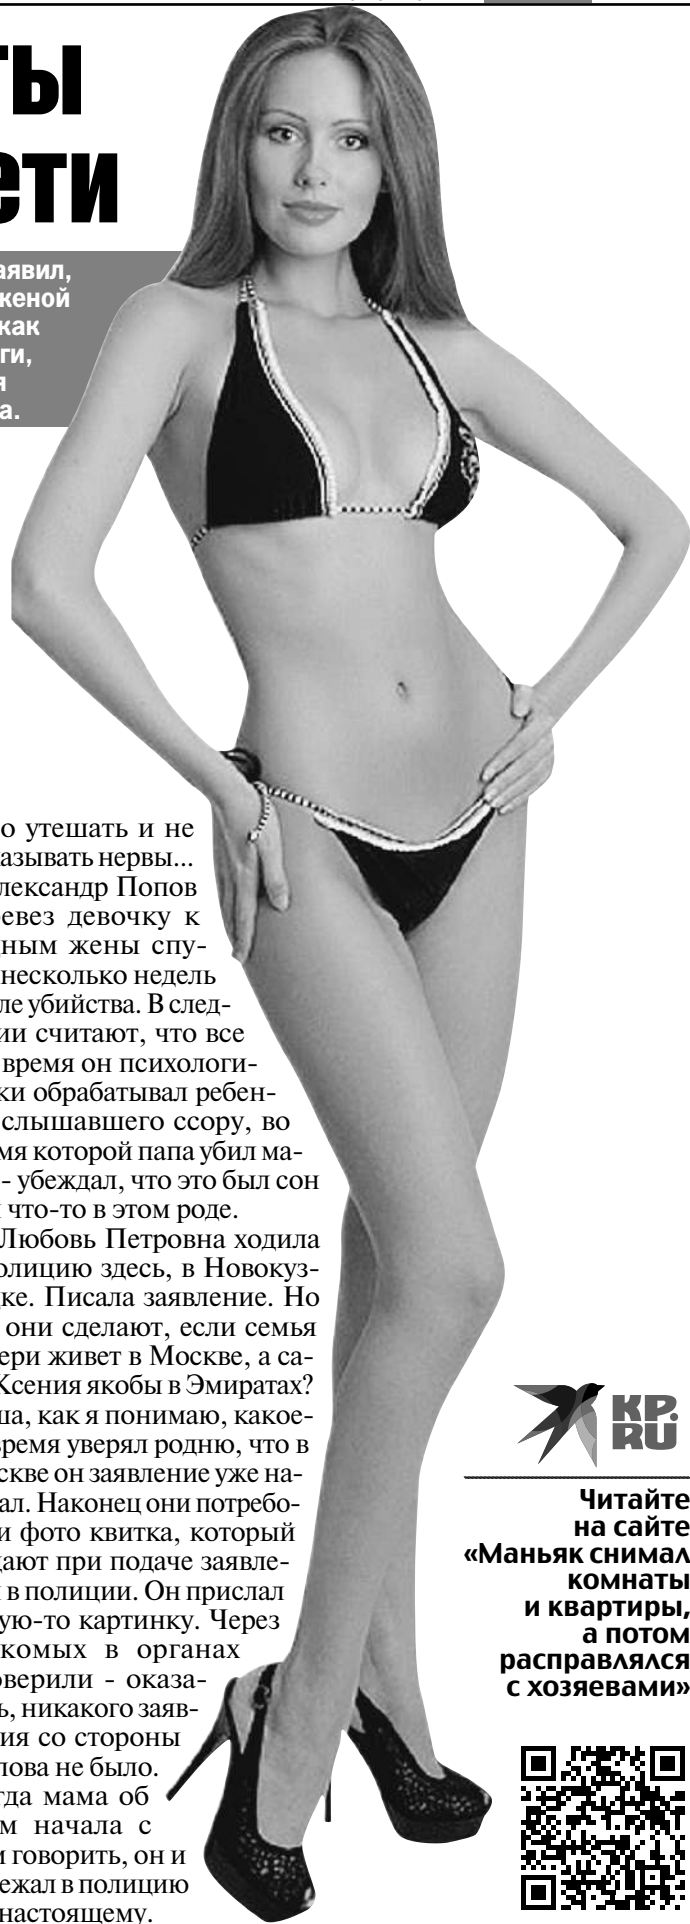 ты
ети
аявил,
женой
как
ги,
я
а.
о утешать и не
казывать нервы...
лександр Попов
ревез девочку к
дным жены спу-
несколько недель
ле убийства. В след-
ии считают, что все
время он психологи-
ки обрабатывал ребен-
слышавшего ссору, во
мя которой папа убил ма-
- убеждал, что это был сон
и что-то в этом роде.
Любовь Петровна ходила
олицию здесь, в Новокуз-
цке. Писала заявление. Но
они сделают, если семья
ери живет в Москве, а са-
Ксения якобы в Эмиратах?
ша, как я понимаю, какое-
время уверял родню, что в
скве он заявление уже на-
ал. Наконец они потребо-
и фото квитка, который
дают при подаче заявле-
я в полиции. Он прислал
ую-то картинку. Через
комых в органах
оверили - оказа-
ь, никакого заяв-
ия со стороны
пова не было.
гда мама об
м начала с
м говорить, он и
ежал в полицию
настоящему.
KP.
RU
Читайте
на сайте
«Маньяк снимал
комнаты
и квартиры,
а потом
расправлялся
с хозяевами»